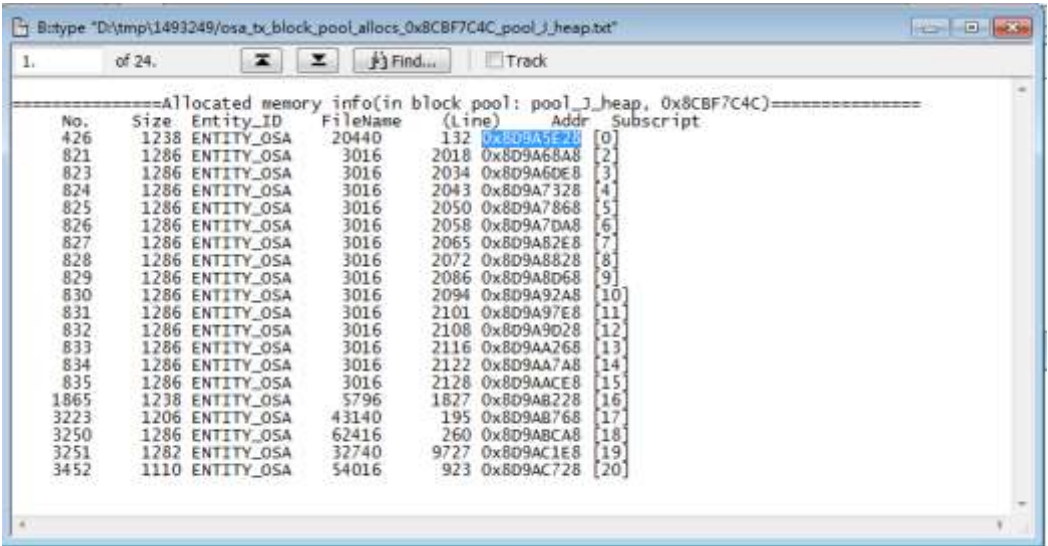 B::type "D:\tmp\1493249/osa_tx_block_pool_allocs_0x8CBF7C4C_pool_J_heap.txt"
1. of 24. Find... Track
================Allocated memory info(in block pool: pool_J_heap, 0x8CBF7C4C)================
No. Size Entity_ID FileName (Line) Addr Subscript
426 1238 ENTITY_OSA 20440 132 0x8D9A5E28 [0]
821 1286 ENTITY_OSA 3016 2018 0x8D9A68A8 [2]
823 1286 ENTITY_OSA 3016 2034 0x8D9A6DE8 [3]
824 1286 ENTITY_OSA 3016 2043 0x8D9A7328 [4]
825 1286 ENTITY_OSA 3016 2050 0x8D9A7868 [5]
826 1286 ENTITY_OSA 3016 2058 0x8D9A7DA8 [6]
827 1286 ENTITY_OSA 3016 2065 0x8D9A82E8 [7]
828 1286 ENTITY_OSA 3016 2072 0x8D9A8828 [8]
829 1286 ENTITY_OSA 3016 2086 0x8D9A8D68 [9]
830 1286 ENTITY_OSA 3016 2094 0x8D9A92A8 [10]
831 1286 ENTITY_OSA 3016 2101 0x8D9A97E8 [11]
832 1286 ENTITY_OSA 3016 2108 0x8D9A9D28 [12]
833 1286 ENTITY_OSA 3016 2116 0x8D9AA268 [13]
834 1286 ENTITY_OSA 3016 2122 0x8D9AA7A8 [14]
835 1286 ENTITY_OSA 3016 2128 0x8D9AACE8 [15]
1865 1238 ENTITY_OSA 5796 1827 0x8D9AB228 [16]
3223 1206 ENTITY_OSA 43140 195 0x8D9AB768 [17]
3250 1286 ENTITY_OSA 62416 260 0x8D9ABCA8 [18]
3251 1282 ENTITY_OSA 32740 9727 0x8D9AC1E8 [19]
3452 1110 ENTITY_OSA 54016 923 0x8D9AC728 [20]